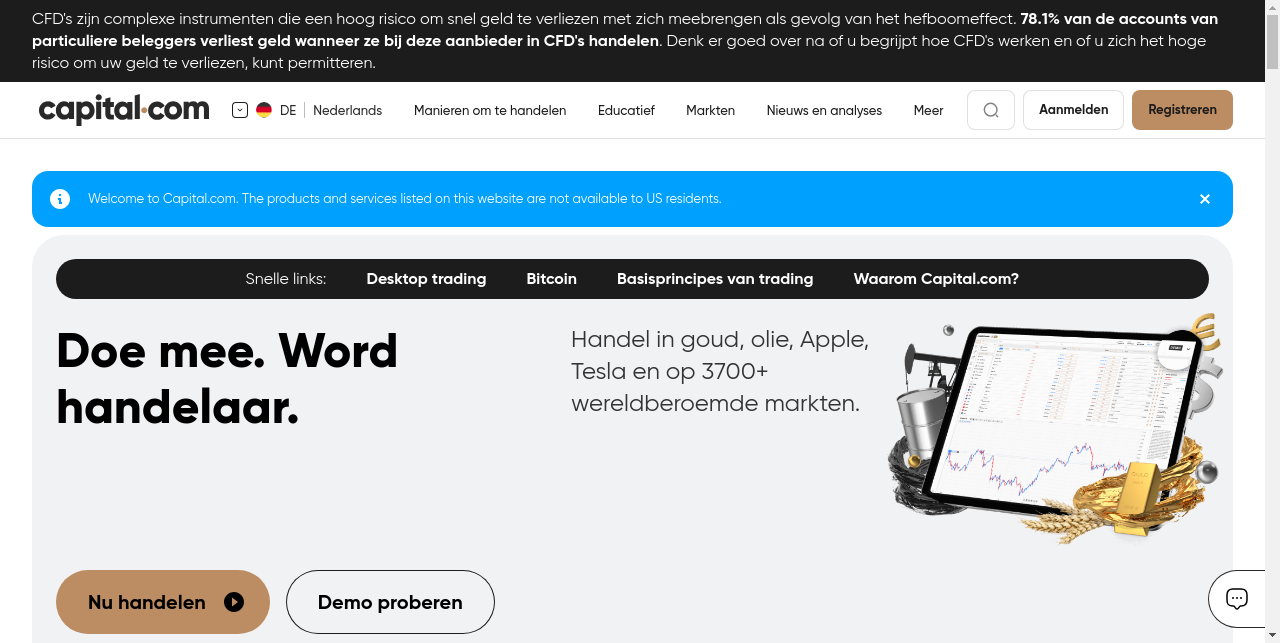 CFD's zijn complexe instrumenten die een hoog risico om snel geld te verliezen met zich meebrengen als gevolg van het hefboomeffect. 78.1% van de accounts van
particuliere beleggers verliest geld wanneer ze bij deze aanbieder in CFD's handelen. Denk er goed over na of u begrijpt hoe CFD's werken en of u zich het hoge
risico om uw geld te verliezen, kunt permitteren.
capital.com DE Nederlands Manieren om te handelen Educatief Markten Nieuws en analyses Meer Aanmelden Registreren
Welcome to Capital.com. The products and services listed on this website are not available to US residents.
Snelle links: Desktop trading Bitcoin Basisprincipes van trading Waarom Capital.com?
Doe mee. Word
handelaar.
Handel in goud, olie, Apple,
Tesla en op 3700+
wereldberoemde markten.
Nu handelen Demo proberen